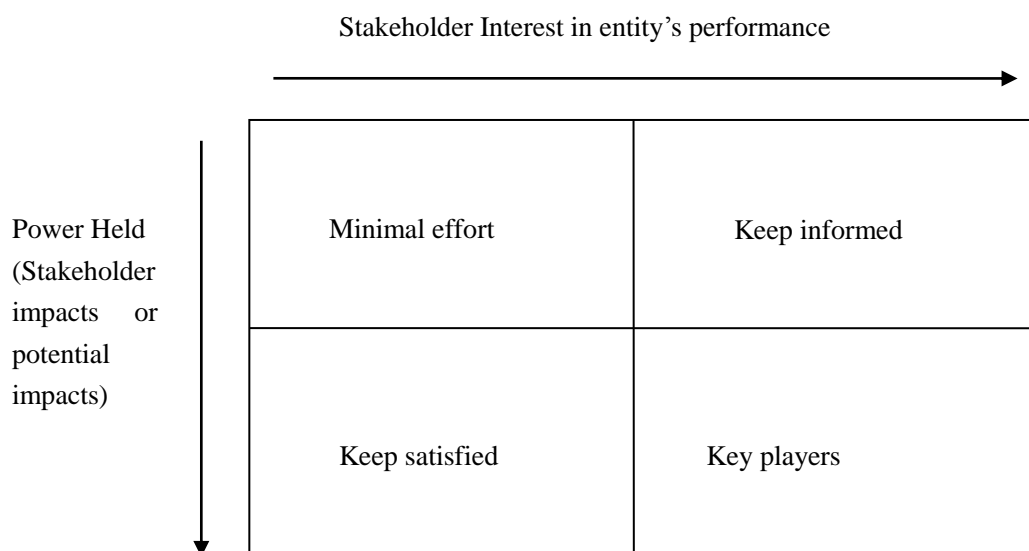 Stakeholder Interest in entity’s performance
Minimal effort
Keep informed
Power Held
(Stakeholder
impacts or
potential
impacts)
Keep satisfied
Key players